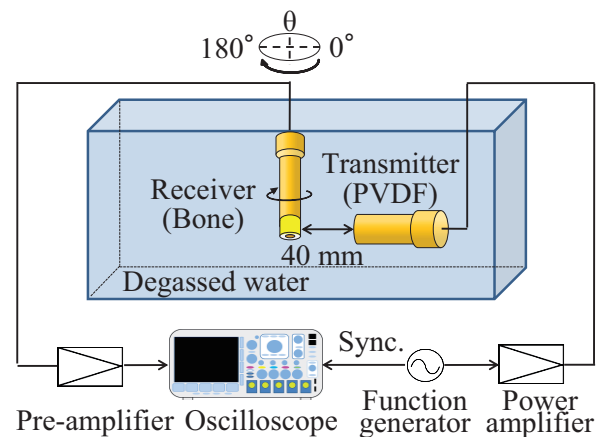 θ
180° 0°
Receiver
(Bone)
Transmitter
(PVDF)
40 mm
Degassed water
Sync.
Pre-amplifier
Oscilloscope
Function
generator
Power
amplifier